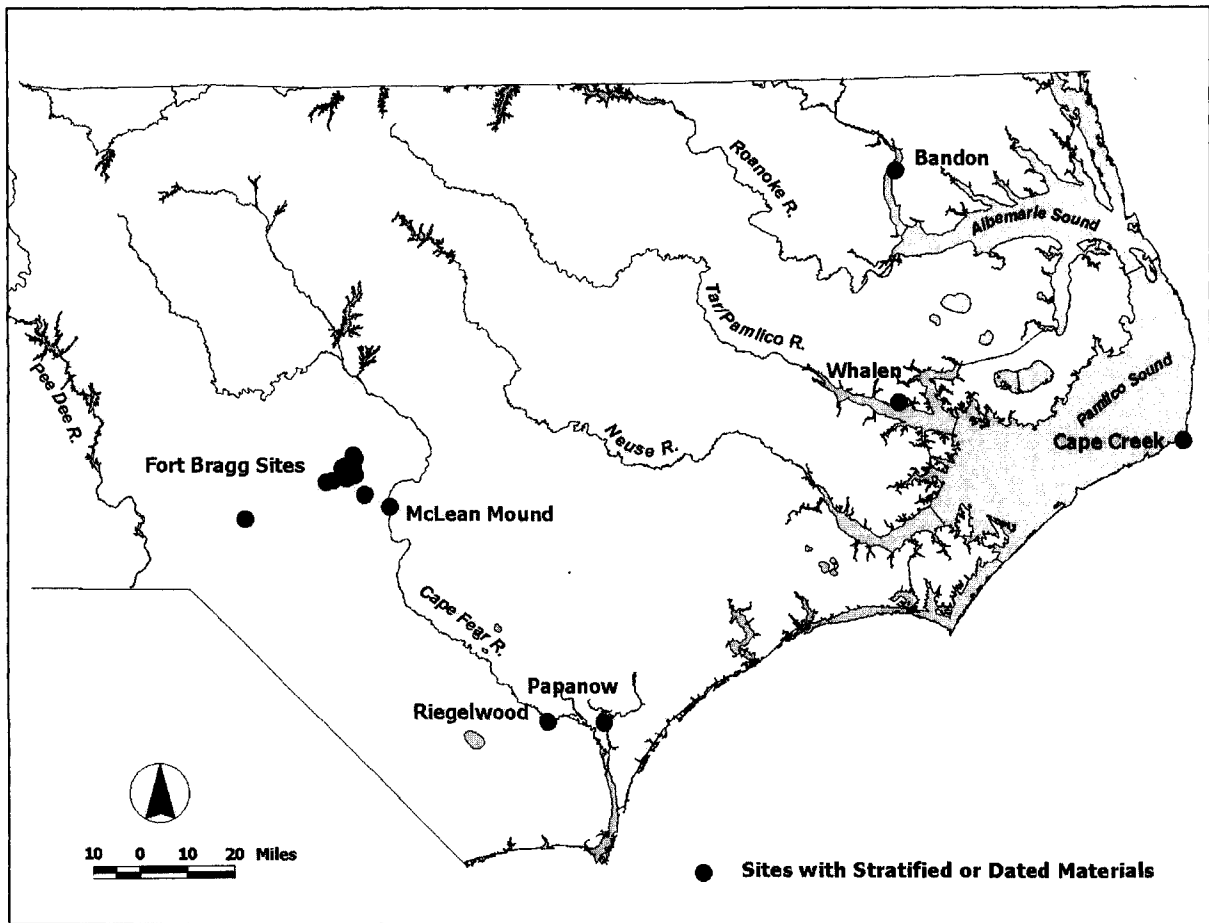 Roanoke R.
Bandon
Albemarle Sound
Tar/Pamlico R.
Whalen
Pamlico Sound
Cape Creek
Pee Dee R.
Neuse R.
Fort Bragg Sites
McLean Mound
Cape Fear R.
Papanow
Riegelwood
10 0 10 20 Miles
Sites with Stratified or Dated Materials